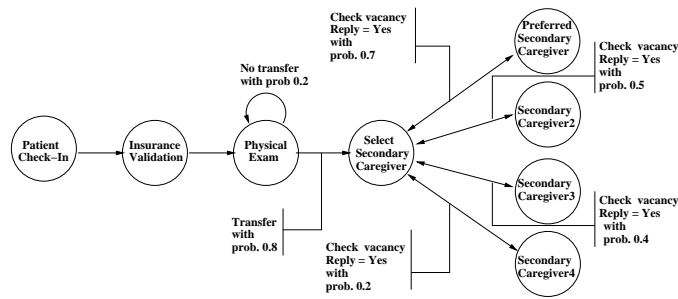 Patient
Check–In
Insurance
Validation
No transfer
with prob 0.2
Physical
Exam
Transfer
with
prob. 0.8
Select
Secondary
Caregiver
Check vacancy
Reply = Yes
with
prob. 0.7
Check vacancy
Reply = Yes
with
prob. 0.2
Preferred
Secondary
Caregiver
Secondary
Caregiver2
Secondary
Caregiver3
Secondary
Caregiver4
Check vacancy
Reply = Yes
with
prob. 0.5
Check vacancy
Reply = Yes
with
prob. 0.4